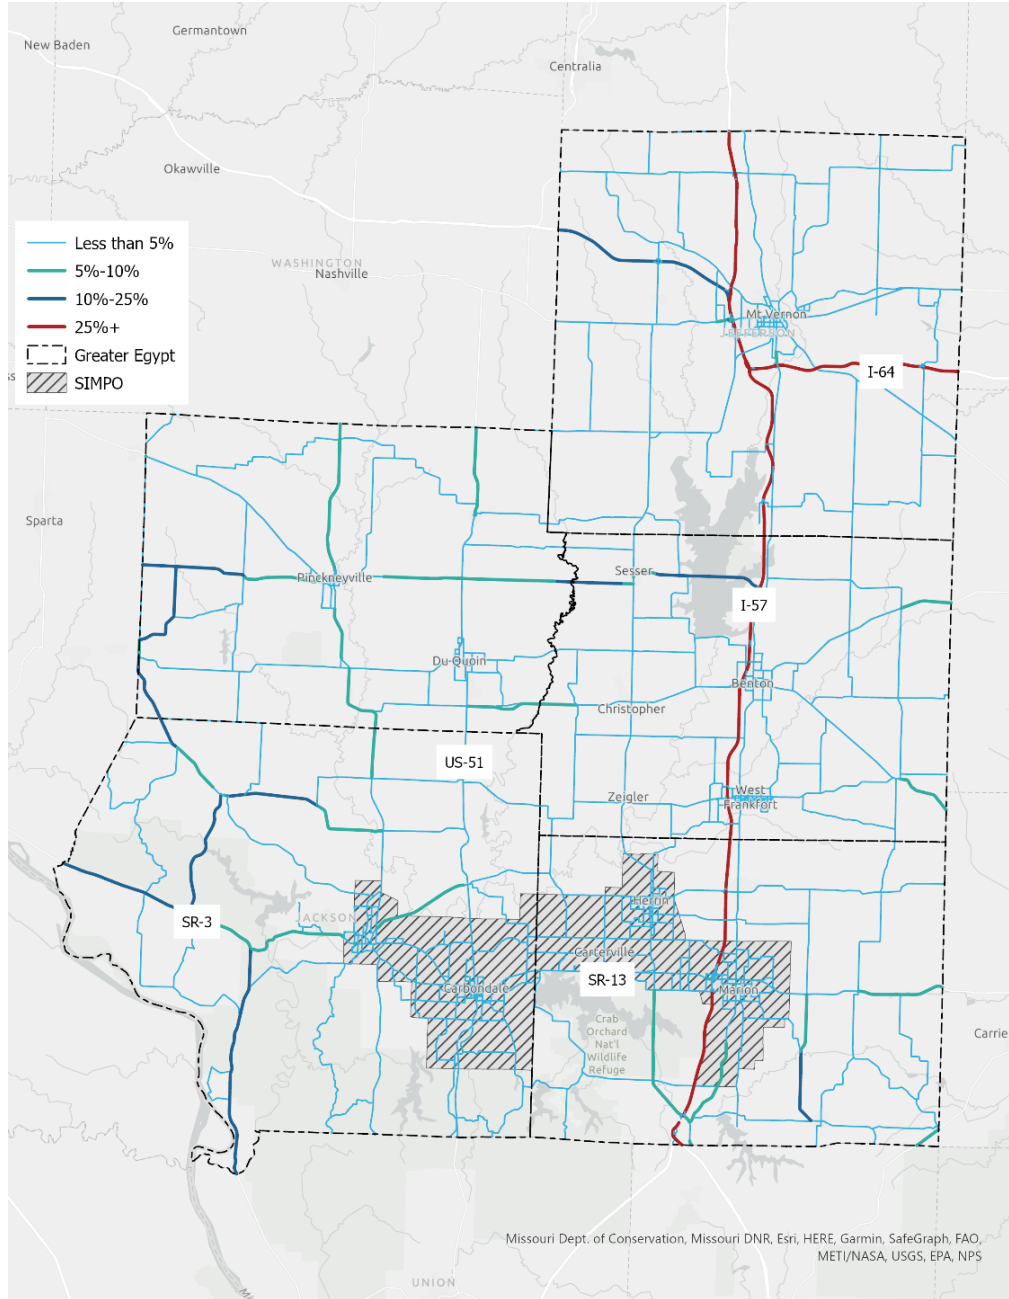 Germantown
New Baden
Centralia
Okawville
Less than 5%
5%-10%
10%-25%
25%+
Greater Egypt
SIMPO
WASHINGTON
Nashville
Mt Vernon
JEFFERSON
I-64
Sparta
Sesser
Pinckneyville
I-57
Du Quoin
Benton
Christopher
US-51
Zeigler
West
Frankfort
Herrin
JACKSON
SR-3
Carterville
SR-13
Carbondale
Marion
Crab
Orchard
Nat'l
Wildlife
Refuge
Carrie
Missouri Dept. of Conservation, Missouri DNR, Esri, HERE, Garmin, SafeGraph, FAO,
METI/NASA, USGS, EPA, NPS
UNION